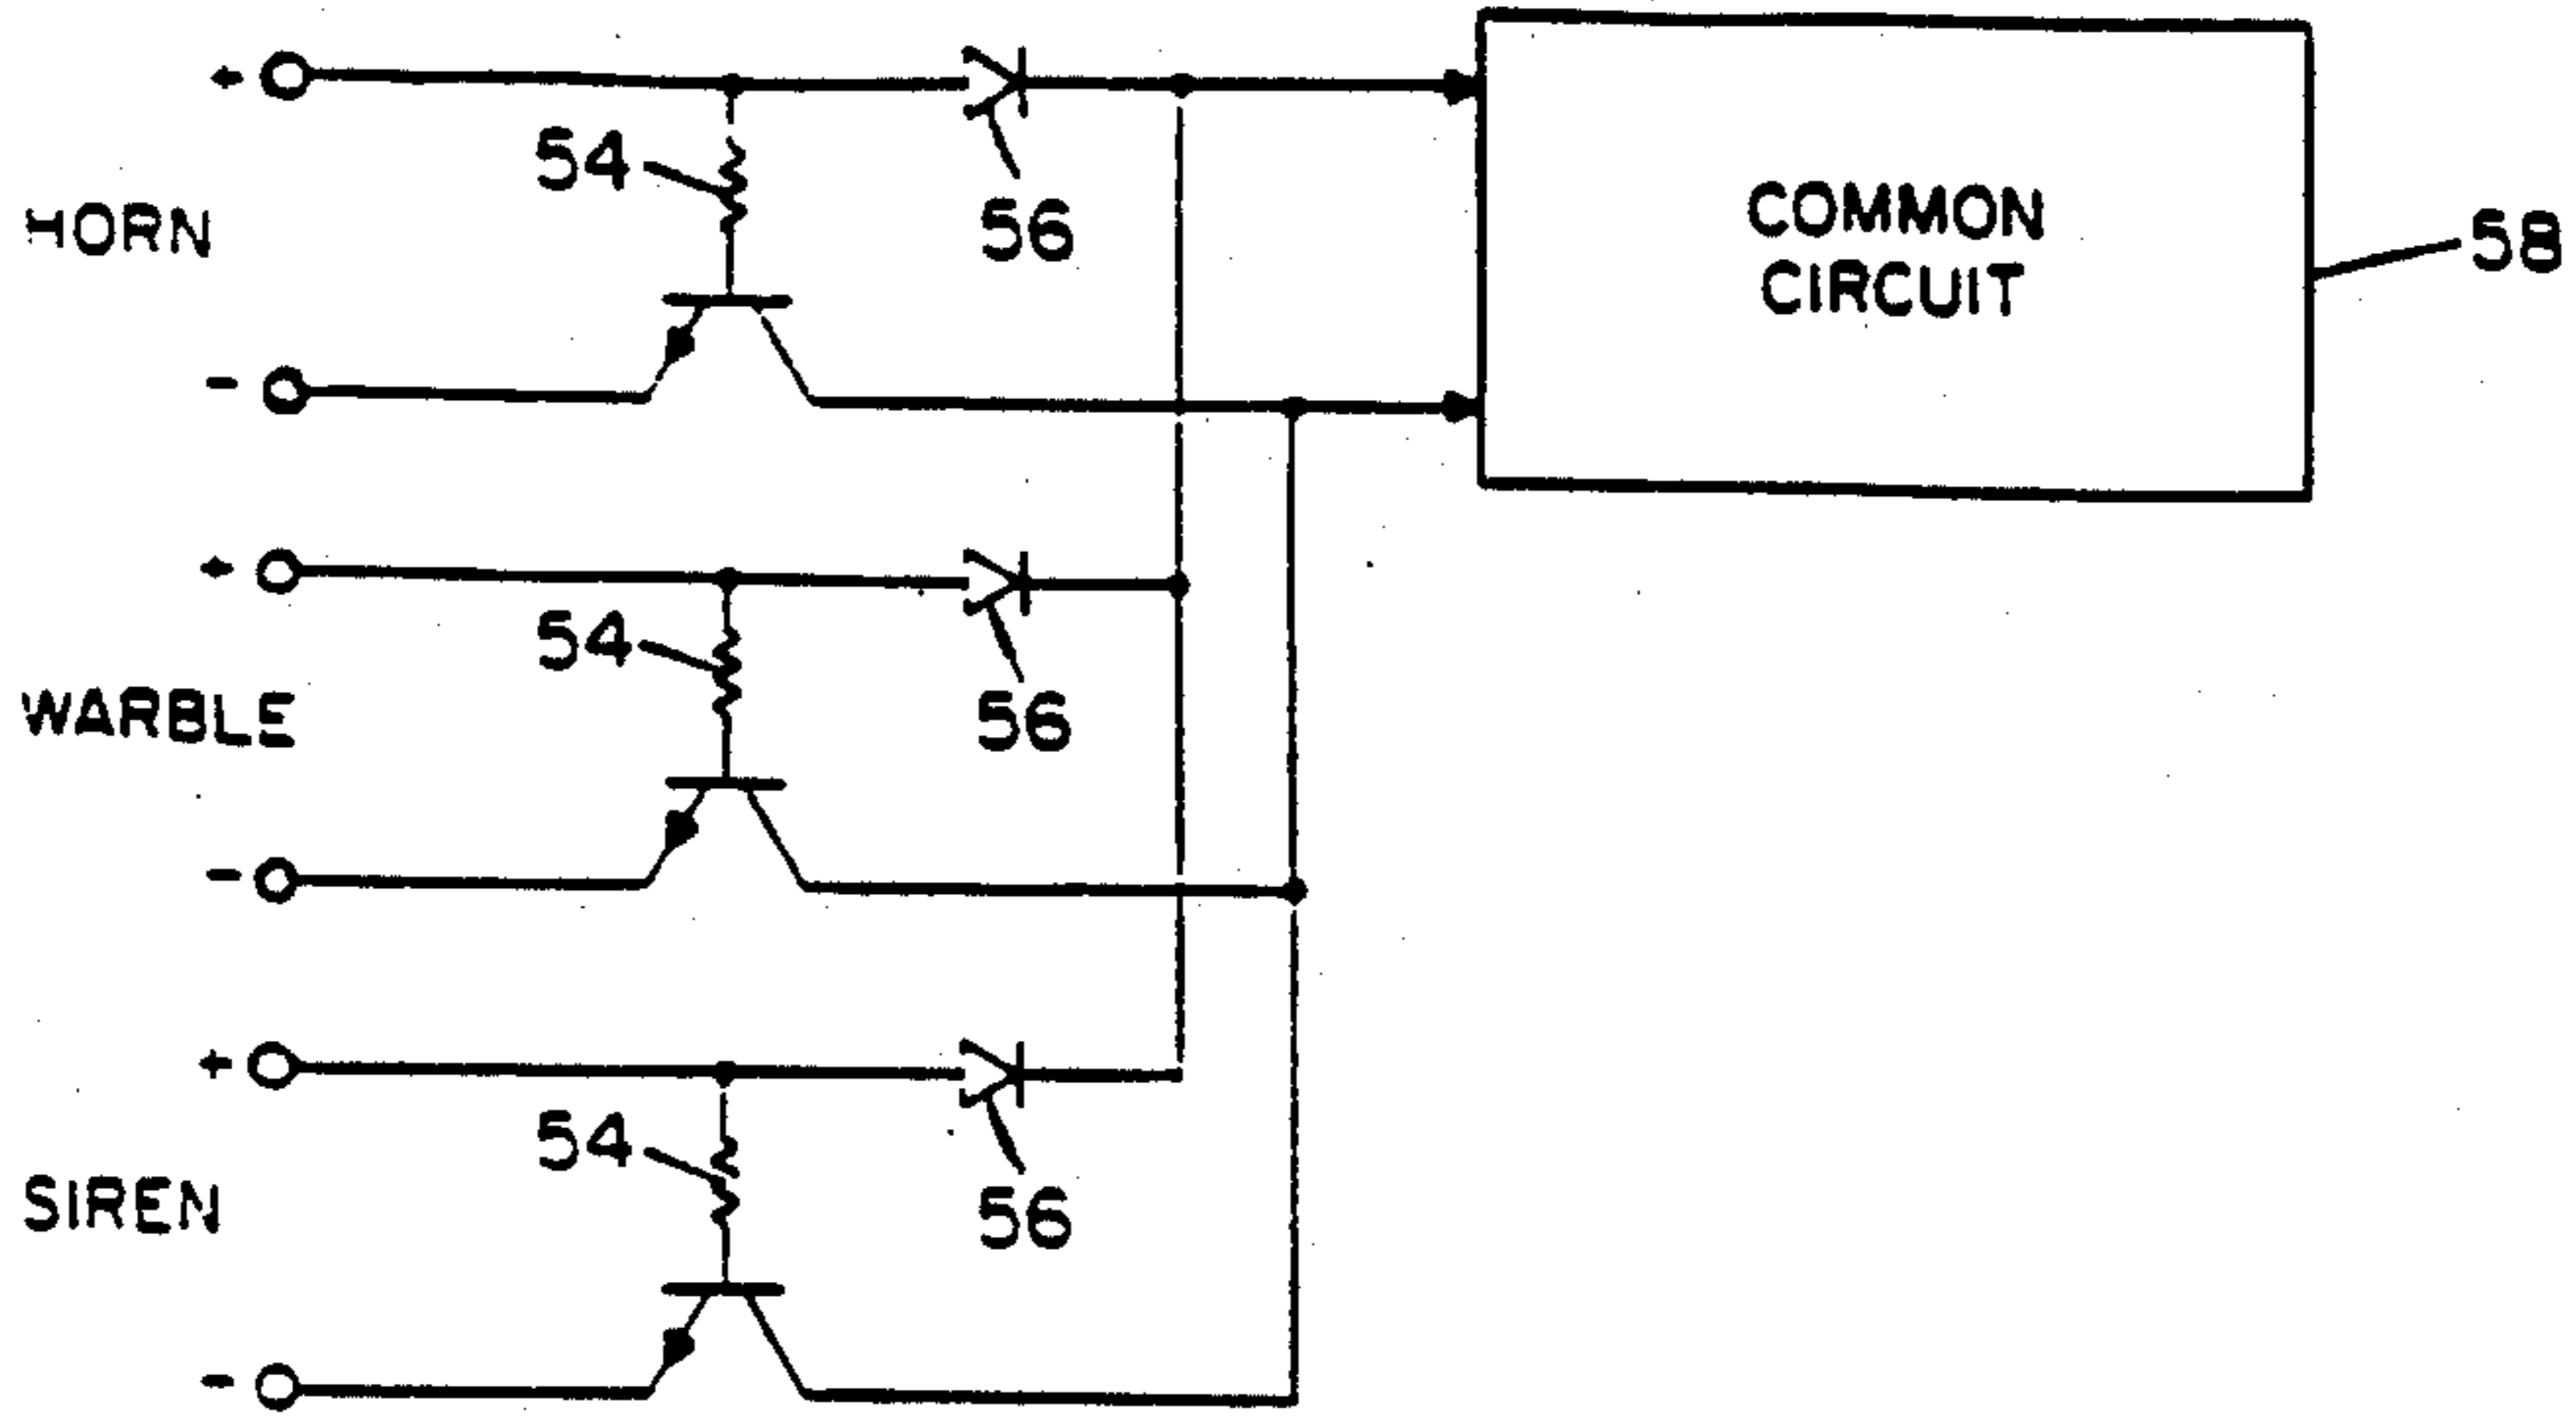 +
54
56
HORN
COMMON
CIRCUIT
58
-
+
54
56
WARBLE
-
+
54
56
SIREN
-